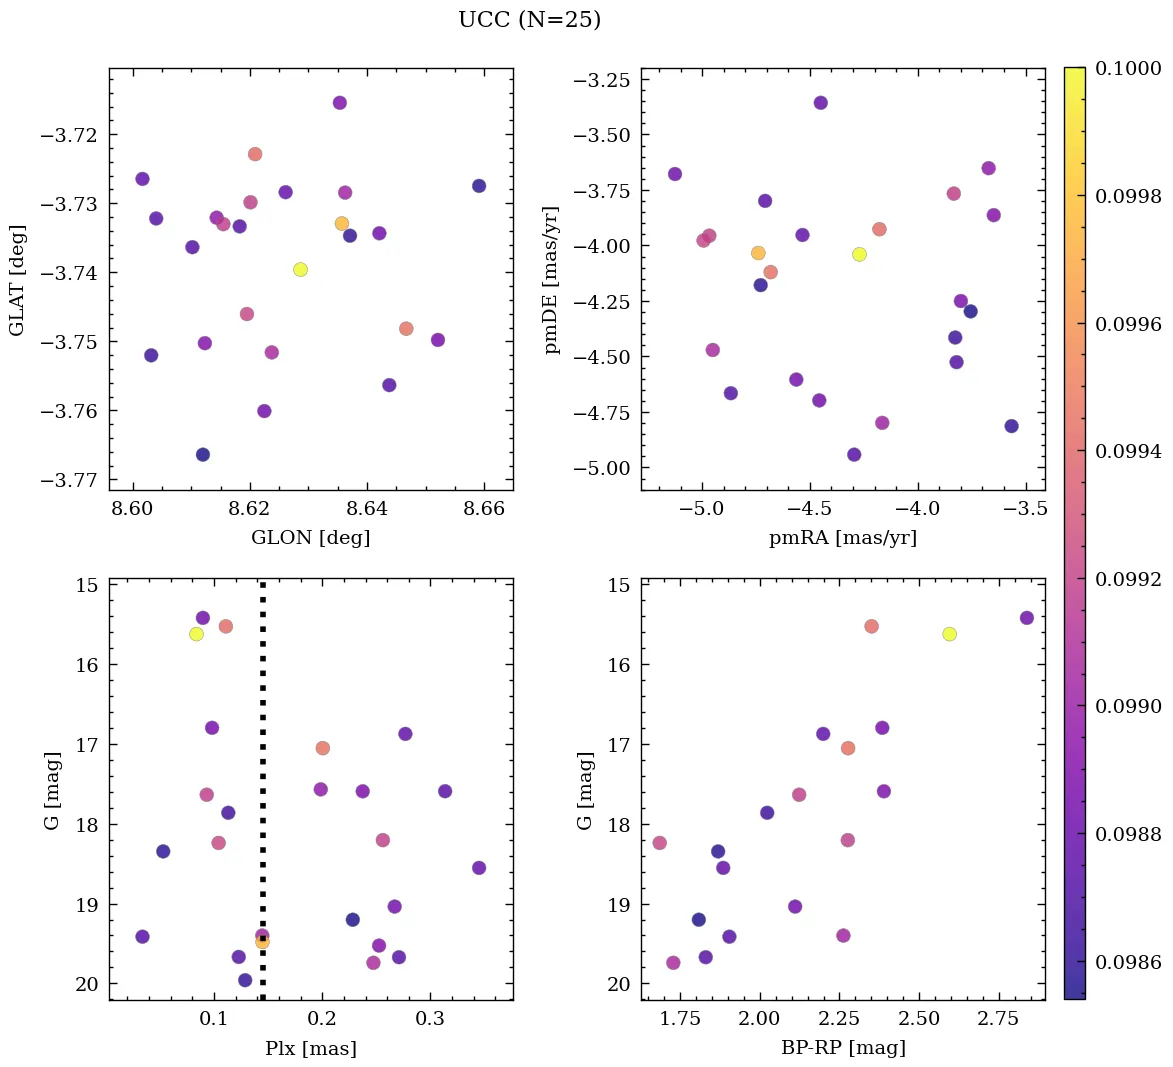 UCC (N=25)
−3.72
−3.73
−3.74
−3.75
−3.76
−3.77
GLAT [deg]
8.60 8.62 8.64 8.66
GLON [deg]
−3.25
−3.50
−3.75
−4.00
−4.25
−4.50
−4.75
−5.00
pmDE [mas/yr]
−5.0 −4.5 −4.0 −3.5
pmRA [mas/yr]
15
16
17
18
19
20
G [mag]
0.1 0.2 0.3
Plx [mas]
15
16
17
18
19
20
G [mag]
1.75 2.00 2.25 2.50 2.75
BP-RP [mag]
0.1000
0.0998
0.0996
0.0994
0.0992
0.0990
0.0988
0.0986